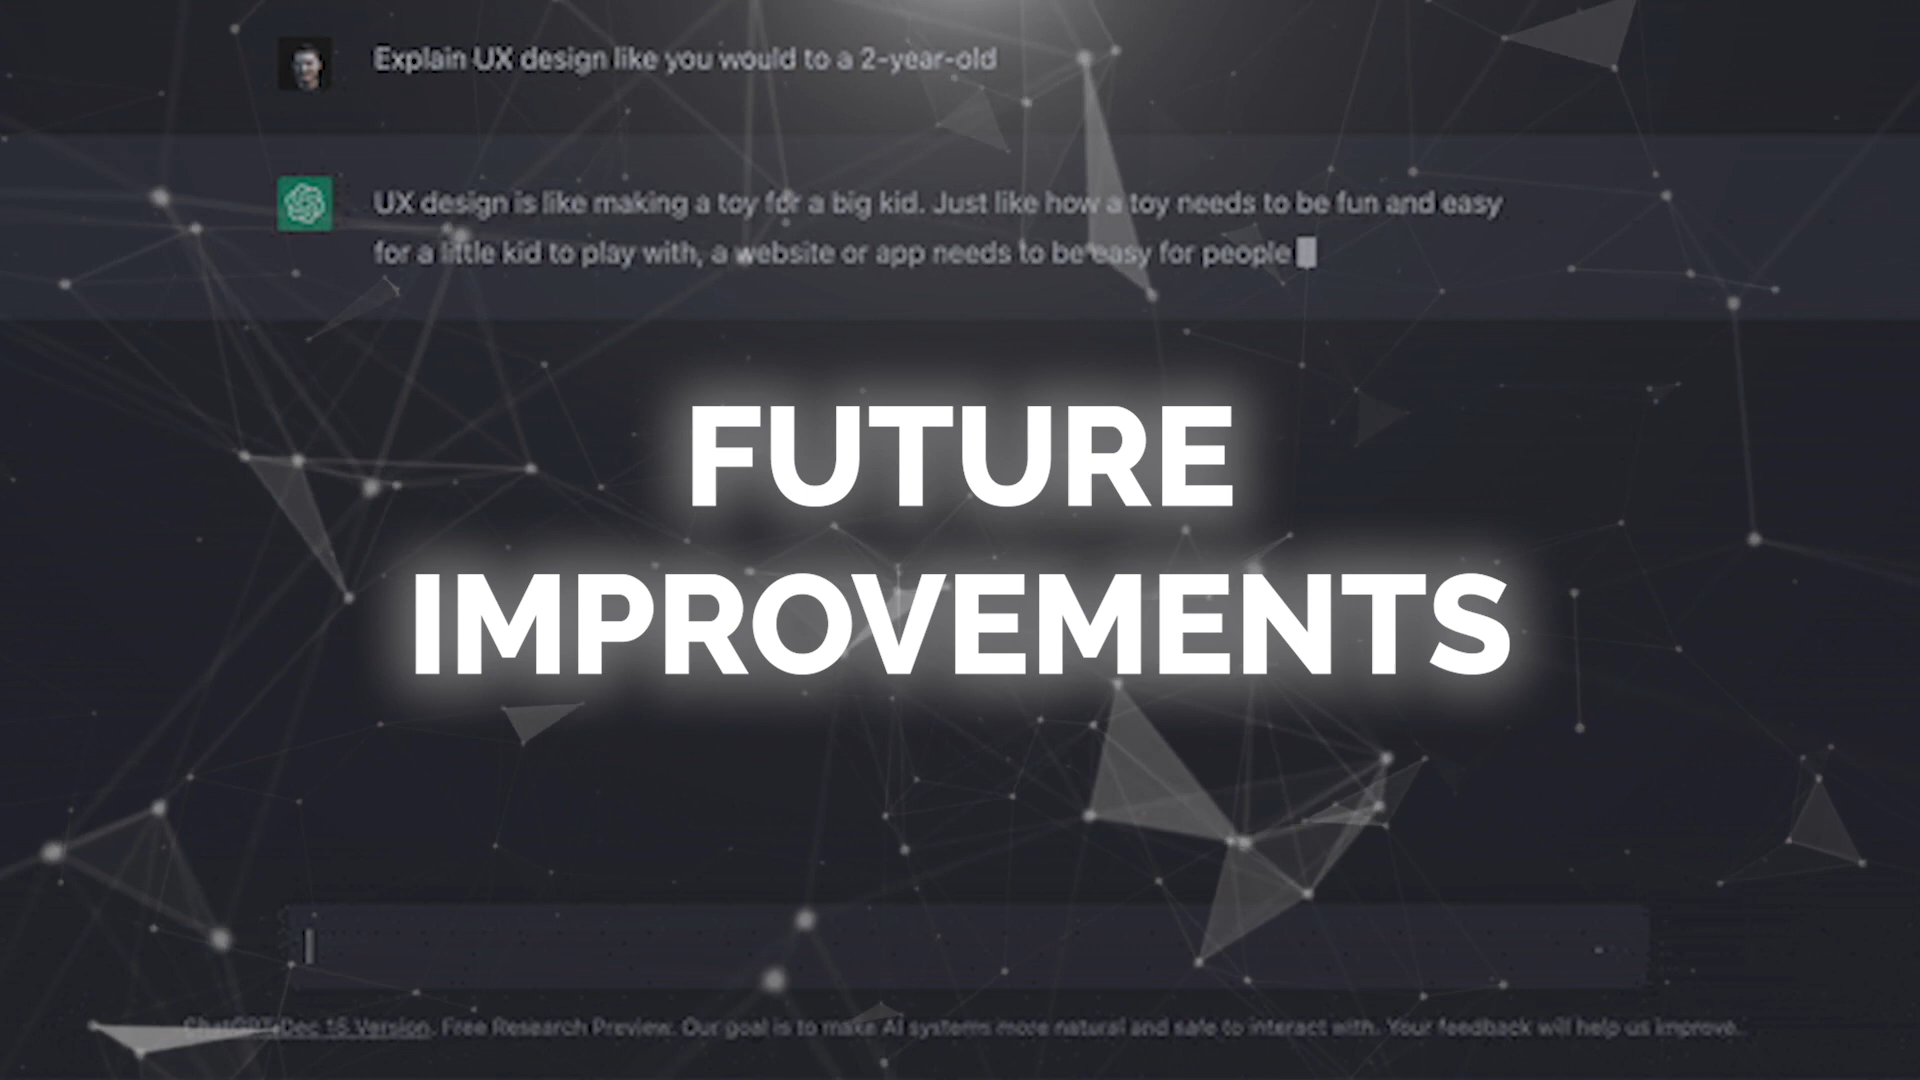 Explain UX design like you would to a 2-year-old
UX design is like making a toy for a big kid. Just like how a toy needs to be fun and easy
for a little kid to play with, a website or app needs to be easy for people
FUTURE
IMPROVEMENTS
ChatGPT Dec 15 Version. Free Research Preview. Our goal is to make AI systems more natural and safe to interact with. Your feedback will help us improve.